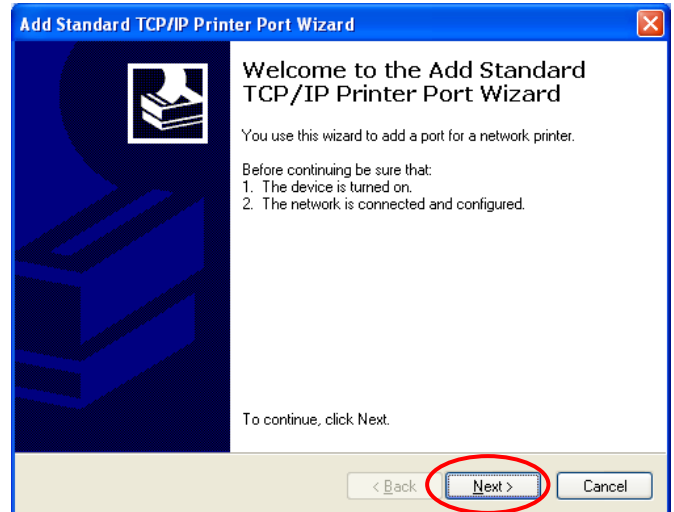 Add Standard TCP/IP Printer Port Wizard
Welcome to the Add Standard
TCP/IP Printer Port Wizard
You use this wizard to add a port for a network printer.
Before continuing be sure that:
1. The device is turned on.
2. The network is connected and configured.
To continue, click Next.
< Back Next > Cancel